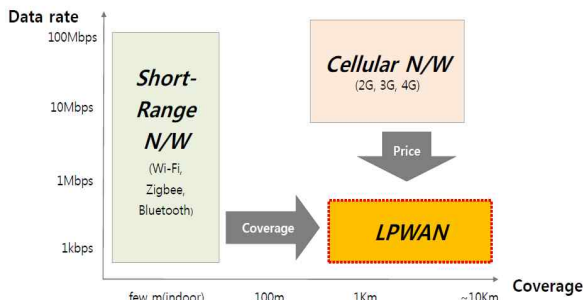 Data rate
100Mbps
10Mbps
1Mbps
1kbps
Short-
Range
N/W
(Wi-Fi,
Zigbee,
Bluetooth)
Cellular N/W
(2G, 3G, 4G)
Price
Coverage
LPWAN
few m(indoor)
100m
1Km
~10Km
Coverage